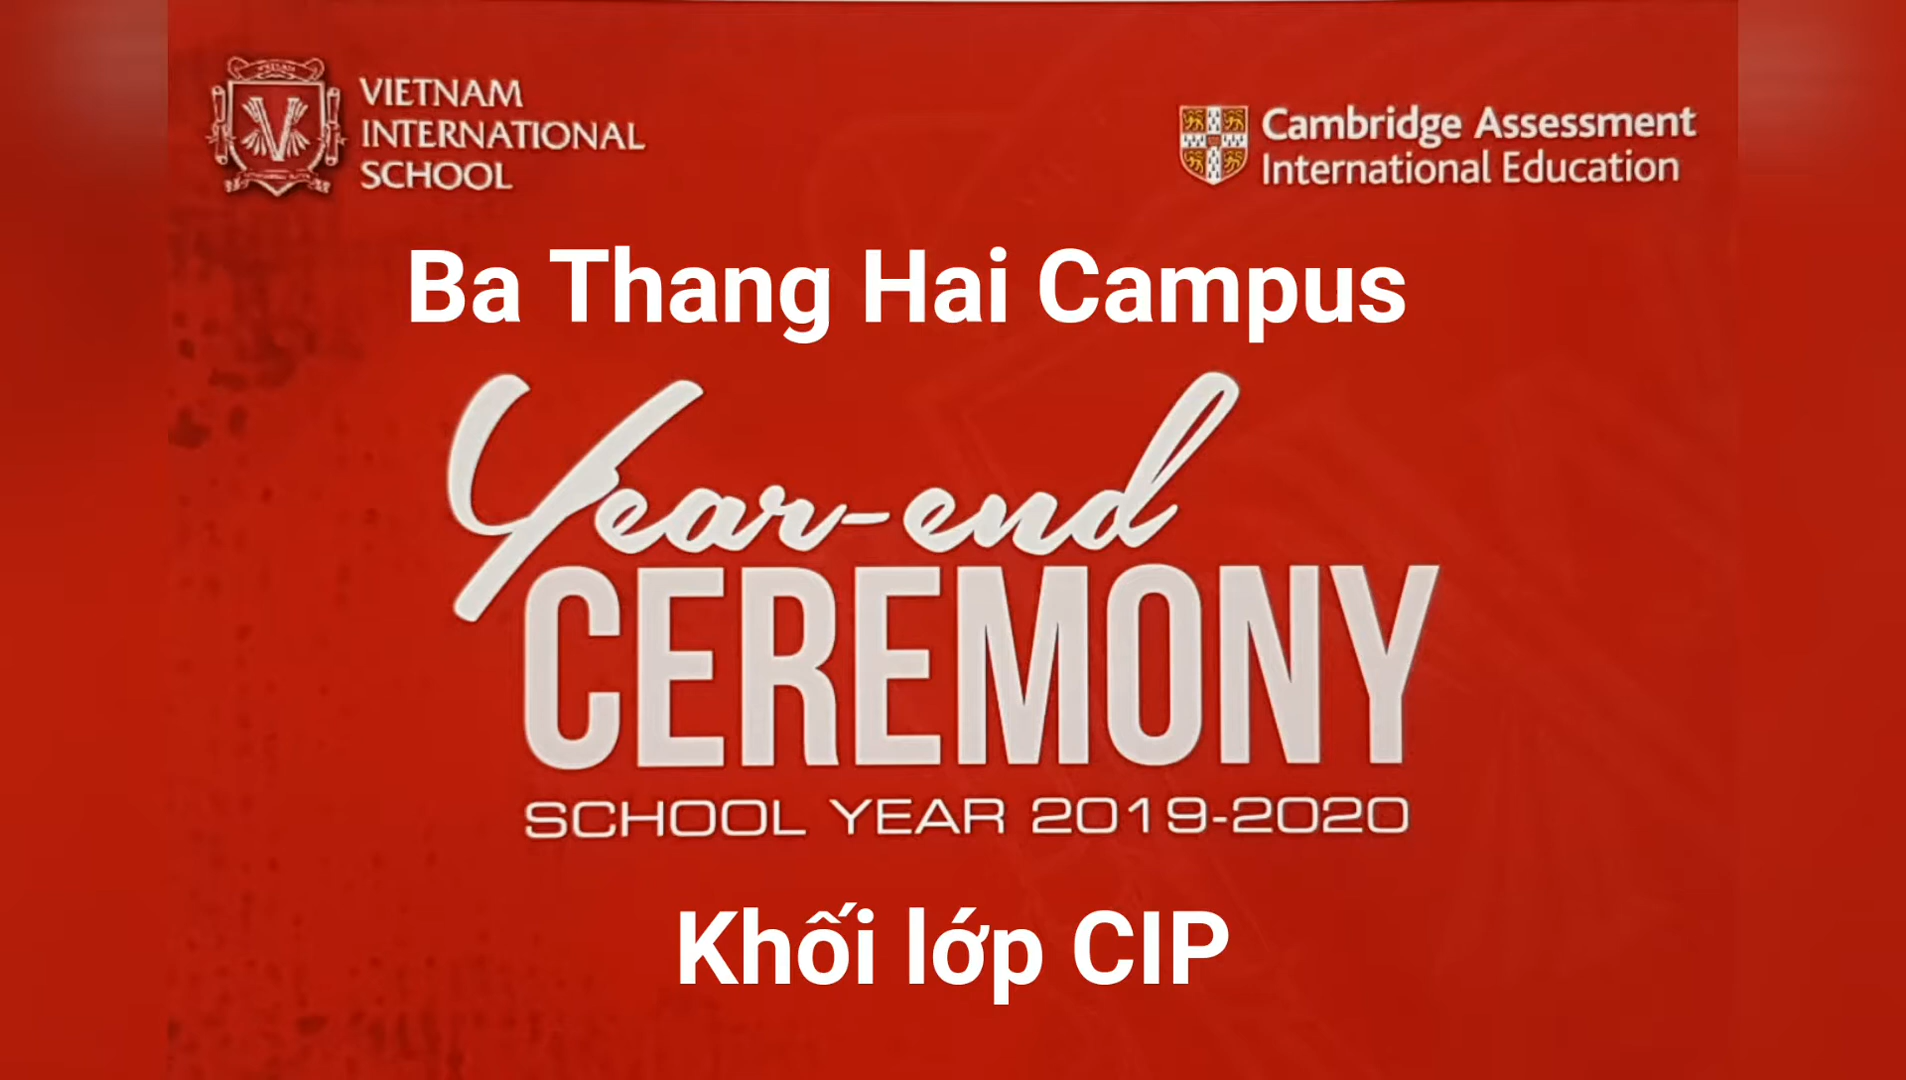 VIETNAM
INTERNATIONAL
SCHOOL
Cambridge Assessment
International Education
Ba Thang Hai Campus
Year-end
CEREMONY
SCHOOL YEAR 2019-2020
Khối lớp CIP